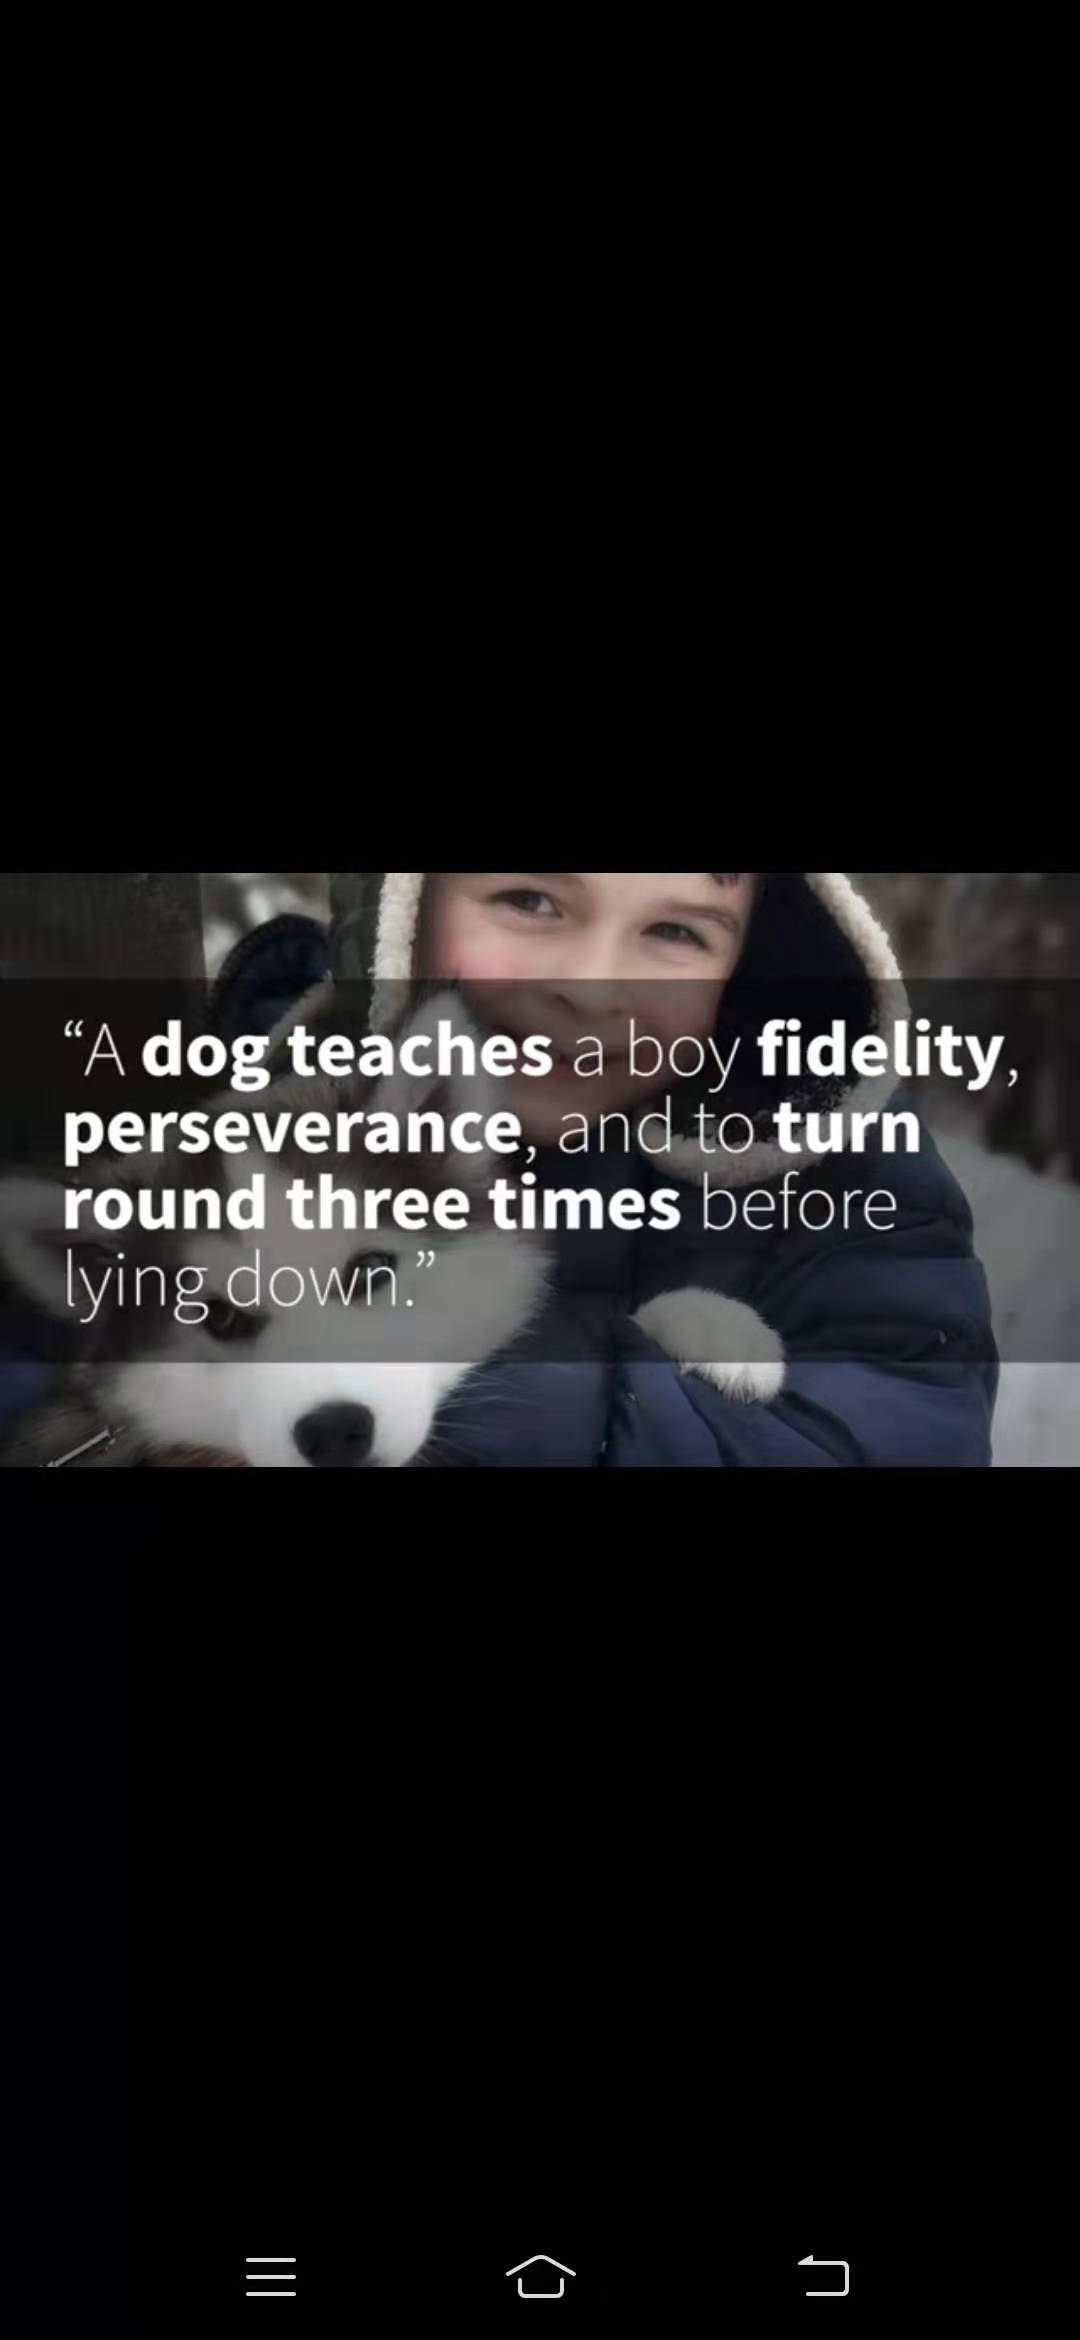 “A dog teaches a boy fidelity,
perseverance, and to turn
round three times before
lying down.”